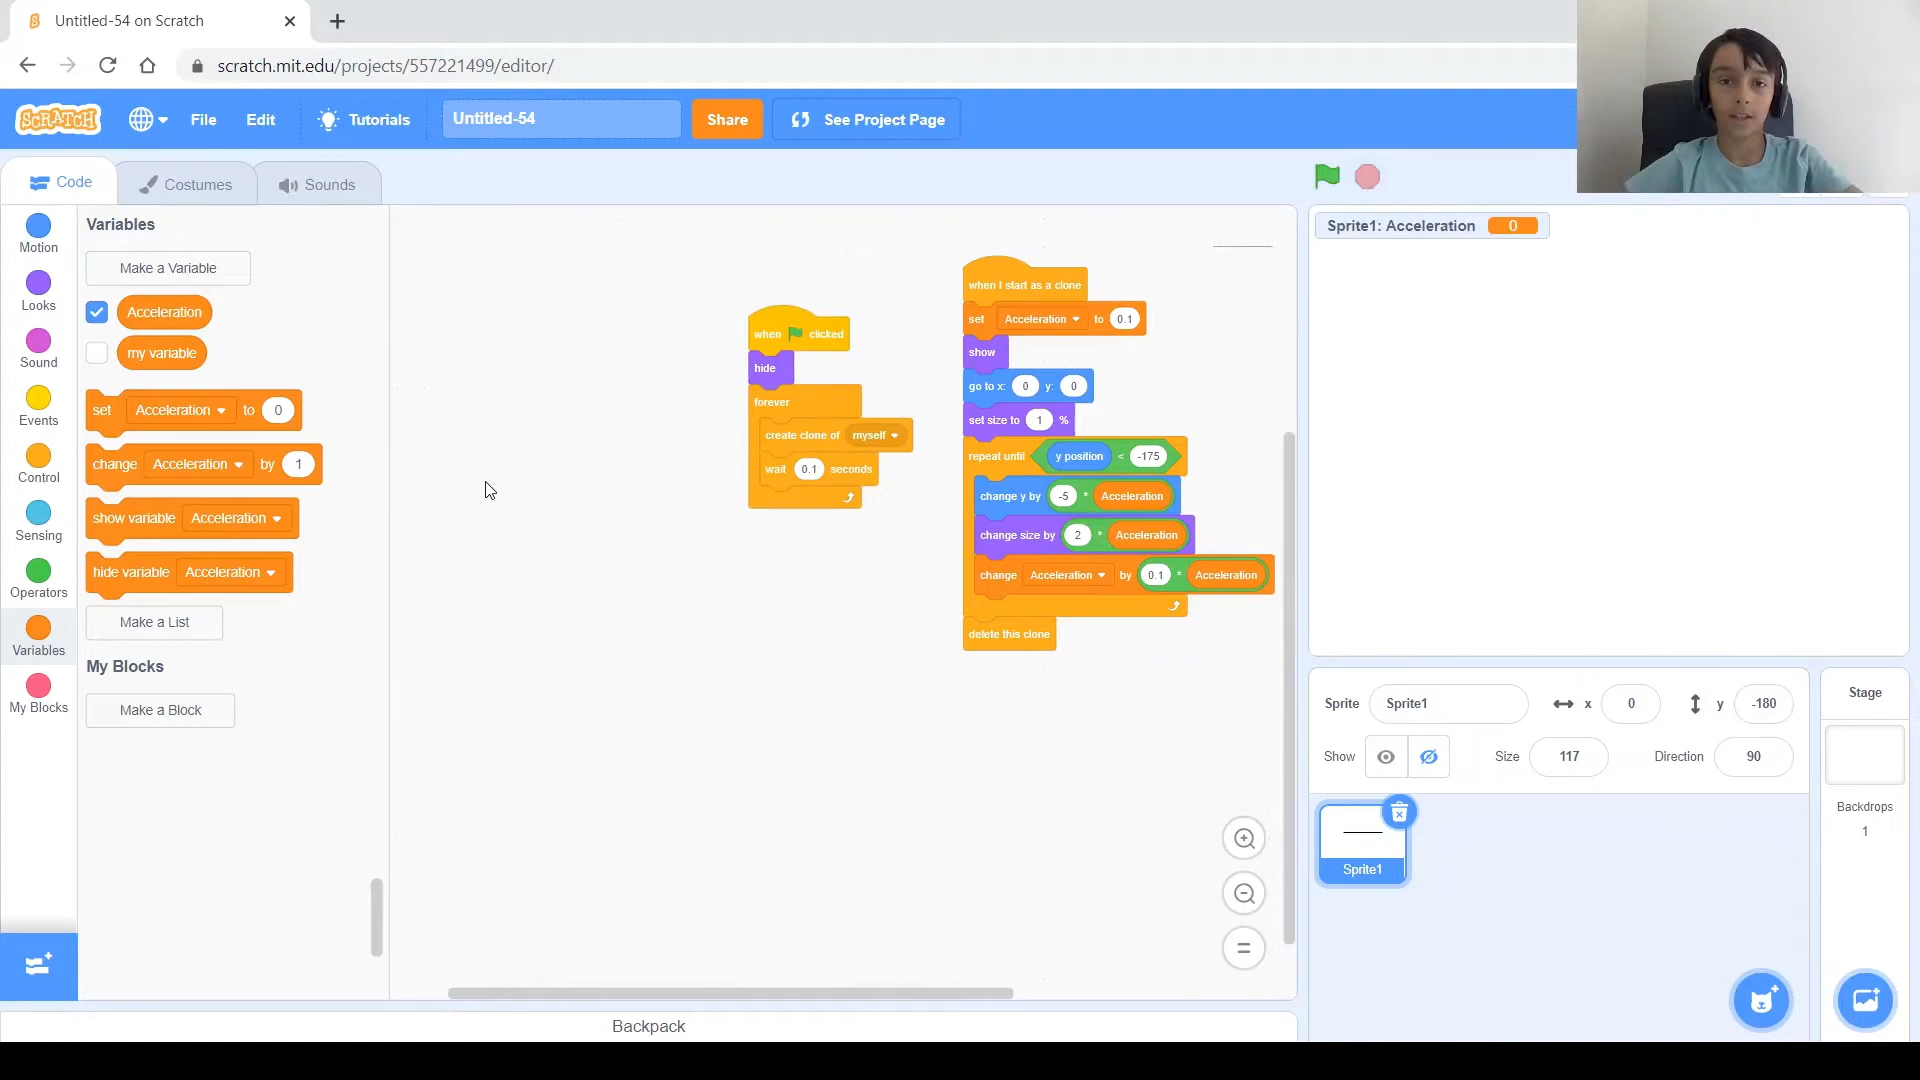 Untitled-54 on Scratch
scratch.mit.edu/projects/557221499/editor/
SCRATCH
File
Edit
Tutorials
Untitled-54
Share
See Project Page
Code
Costumes
Sounds
Motion
Looks
Sound
Events
Control
Sensing
Operators
Variables
My Blocks
Variables
Make a Variable
Acceleration
my variable
set Acceleration to 0
change Acceleration by 1
show variable Acceleration
hide variable Acceleration
Make a List
My Blocks
Make a Block
when clicked
hide
forever
create clone of myself
wait 0.1 seconds
when I start as a clone
set Acceleration to 0.1
show
go to x: 0 y: 0
set size to 1 %
repeat until y position < -175
change y by -5 * Acceleration
change size by 2 * Acceleration
change Acceleration by 0.1 * Acceleration
delete this clone
Backpack
Sprite1: Acceleration 0
Sprite Sprite1 x 0 y -180
Show Size 117 Direction 90
Sprite1
Stage
Backdrops
1